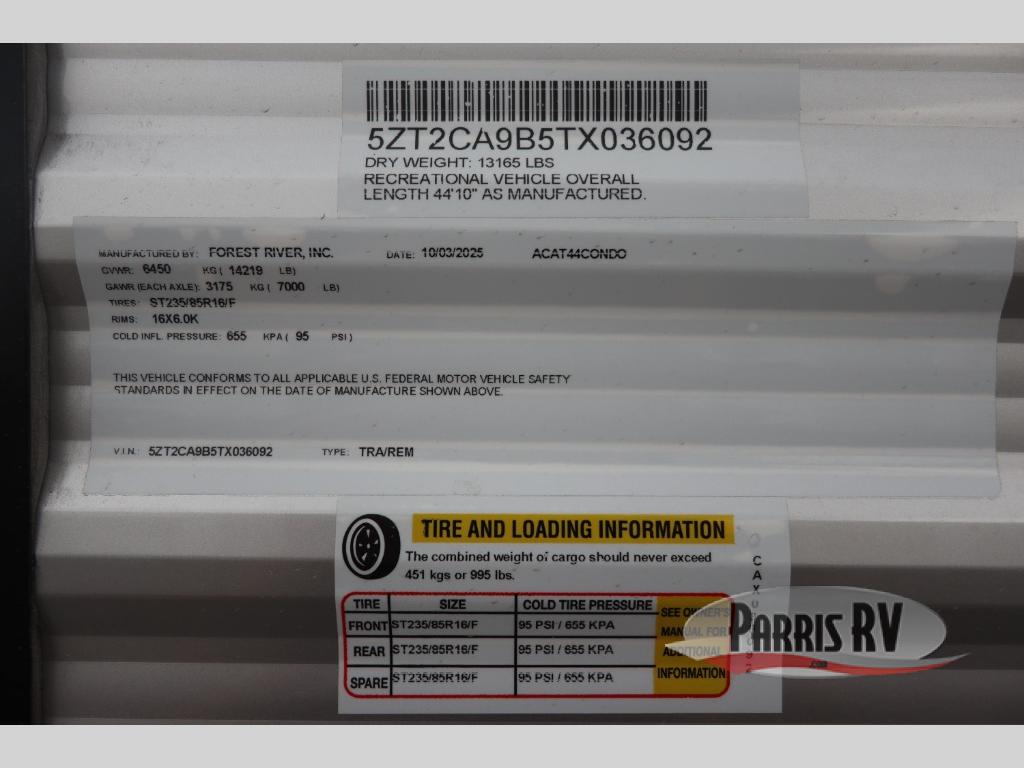 5ZT2CA9B5TX036092
DRY WEIGHT: 13165 LBS
RECREATIONAL VEHICLE OVERALL
LENGTH 44'10" AS MANUFACTURED.
MANUFACTURED BY: FOREST RIVER, INC. DATE: 10/03/2025 ACAT44CONDO
GVWR: 6450 KG ( 14219 LB)
GAWR (EACH AXLE): 3175 KG ( 7000 LB)
TIRES: ST235/85R16/F
RIMS: 16X6.0K
COLD INFL. PRESSURE: 655 KPA ( 95 PSI )
THIS VEHICLE CONFORMS TO ALL APPLICABLE U.S. FEDERAL MOTOR VEHICLE SAFETY
STANDARDS IN EFFECT ON THE DATE OF MANUFACTURE SHOWN ABOVE.
V.I.N.: 5ZT2CA9B5TX036092 TYPE: TRA/REM
TIRE AND LOADING INFORMATION
The combined weight of cargo should never exceed
451 kgs or 995 lbs.
TIRE SIZE COLD TIRE PRESSURE
FRONT ST235/85R16/F 95 PSI / 655 KPA
REAR ST235/85R16/F 95 PSI / 655 KPA
SPARE ST235/85R16/F 95 PSI / 655 KPA
SEE OWNER'S
MANUAL FOR
ADDITIONAL
INFORMATION
PARRIS RV
.com